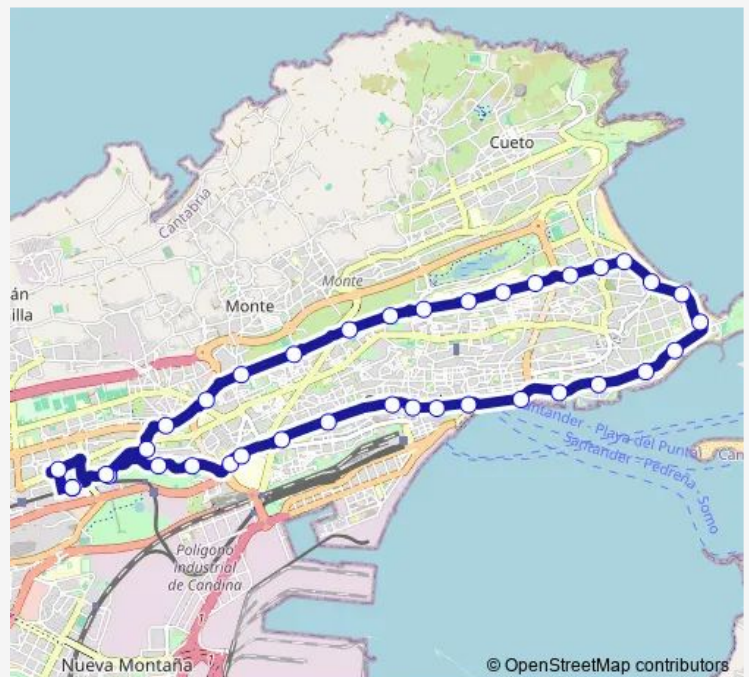 Cueto
Cantabria
Monte
án
illa
Monte
Santander - Playa del Puntal
Santander - Pedreña - Somo
Polígono
industrial
de Candina
Nueva Montaña
© OpenStreetMap contributors